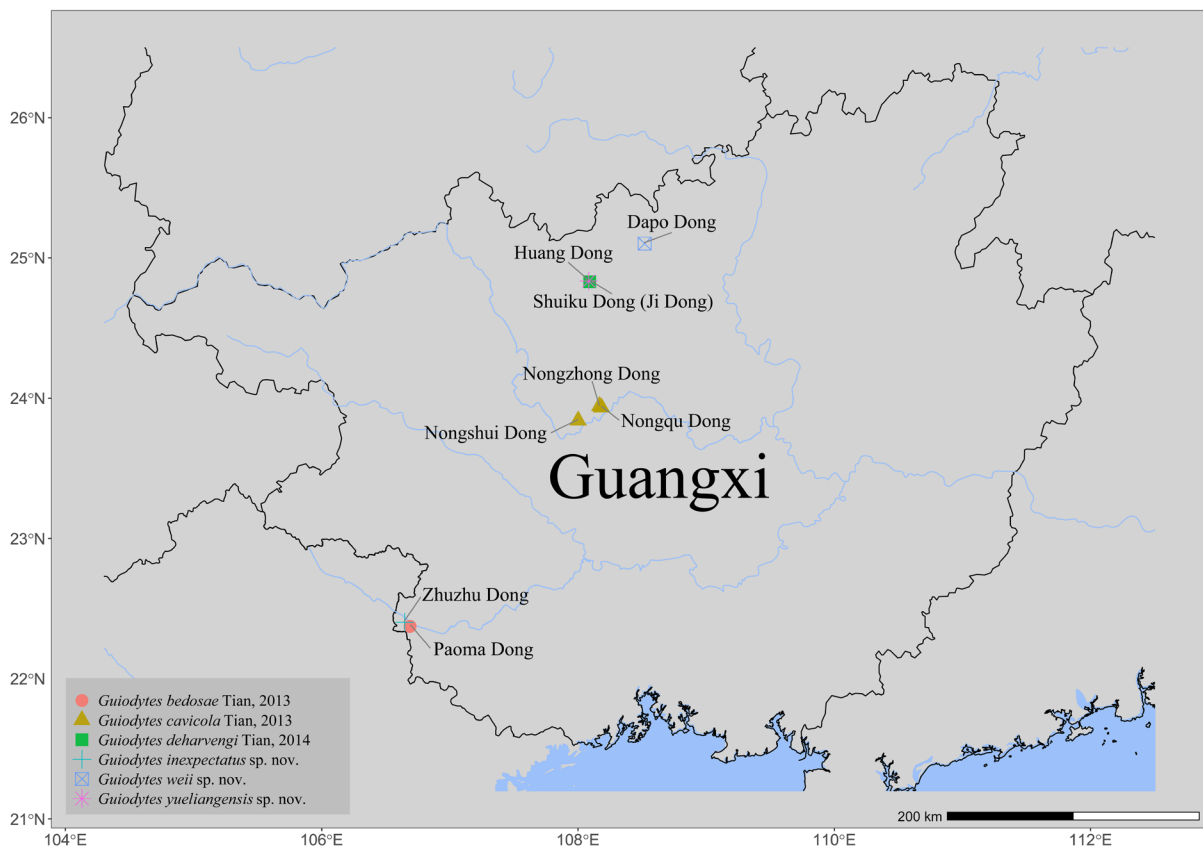 26°N
Dapo Dong
Huang Dong
25°N
Shuiku Dong (Ji Dong)
Nongzhong Dong
24°N
Nongqu Dong
Nongshui Dong
Guangxi
23°N
Zhuzhu Dong
Paoma Dong
22°N
Guiodytes bedosae Tian, 2013
Guiodytes cavicola Tian, 2013
Guiodytes deharvengi Tian, 2014
Guiodytes inexpectatus sp. nov.
Guiodytes weii sp. nov.
Guiodytes yueliangensis sp. nov.
21°N
200 km
104°E
106°E
108°E
110°E
112°E